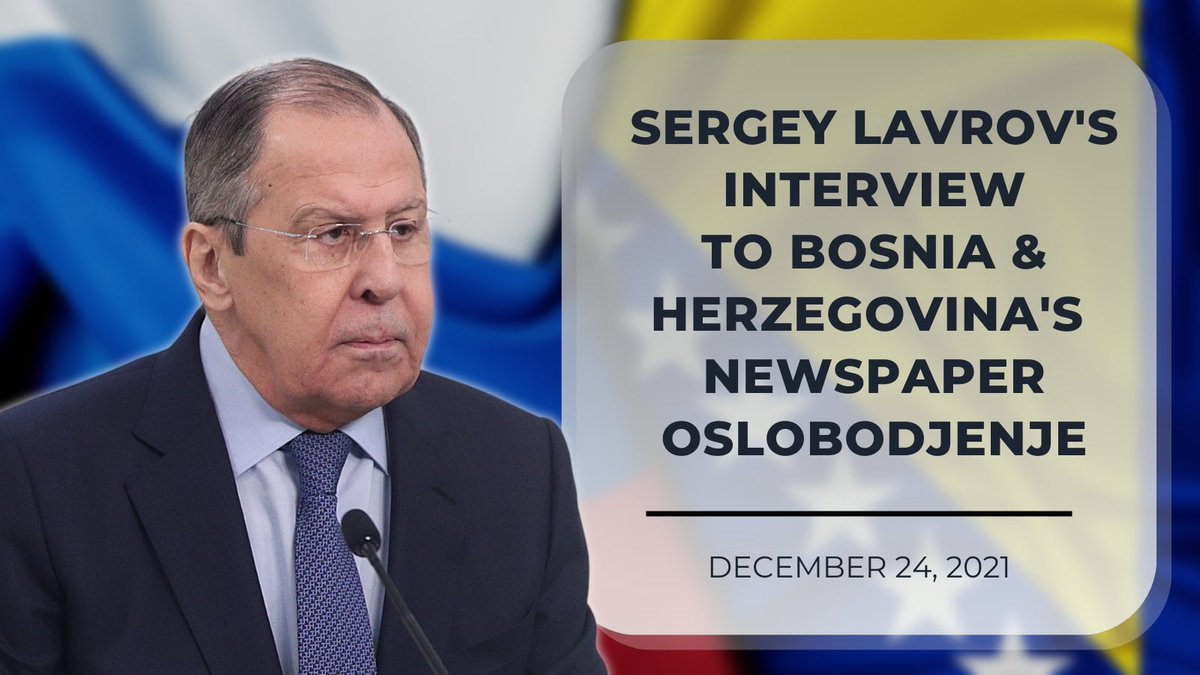 SERGEY LAVROV'S
INTERVIEW
TO BOSNIA &
HERZEGOVINA'S
NEWSPAPER
OSLOBODJENJE
DECEMBER 24, 2021